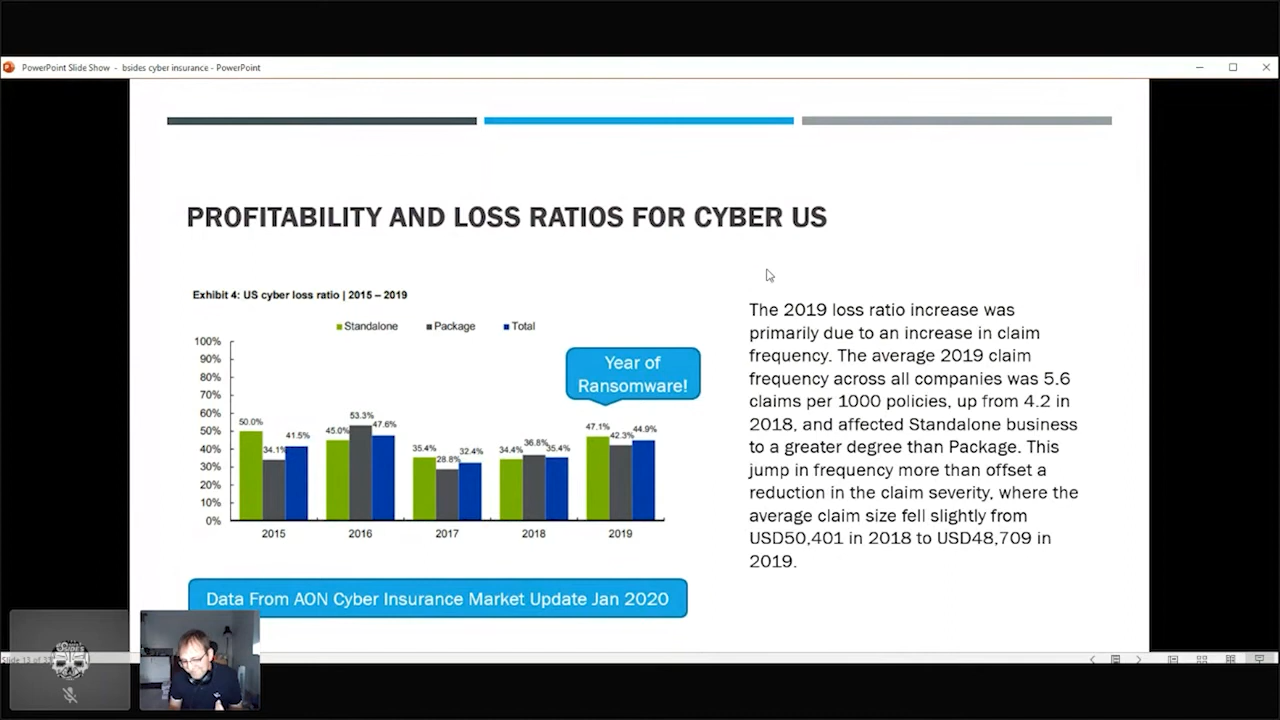 PowerPoint Slide Show - bsides cyber insurance - PowerPoint
PROFITABILITY AND LOSS RATIOS FOR CYBER US
Exhibit 4: US cyber loss ratio | 2015 – 2019
Standalone Package Total
100%
90%
80%
70%
60%
50%
40%
30%
20%
10%
0%
50.0% 34.1% 41.5%
45.0% 53.3% 47.6%
35.4% 28.8% 32.4%
34.4% 36.8% 35.4%
47.1% 42.3% 44.9%
2015 2016 2017 2018 2019
Year of
Ransomware!
The 2019 loss ratio increase was
primarily due to an increase in claim
frequency. The average 2019 claim
frequency across all companies was 5.6
claims per 1000 policies, up from 4.2 in
2018, and affected Standalone business
to a greater degree than Package. This
jump in frequency more than offset a
reduction in the claim severity, where the
average claim size fell slightly from
USD50,401 in 2018 to USD48,709 in
2019.
Data From AON Cyber Insurance Market Update Jan 2020
Slide 13 of